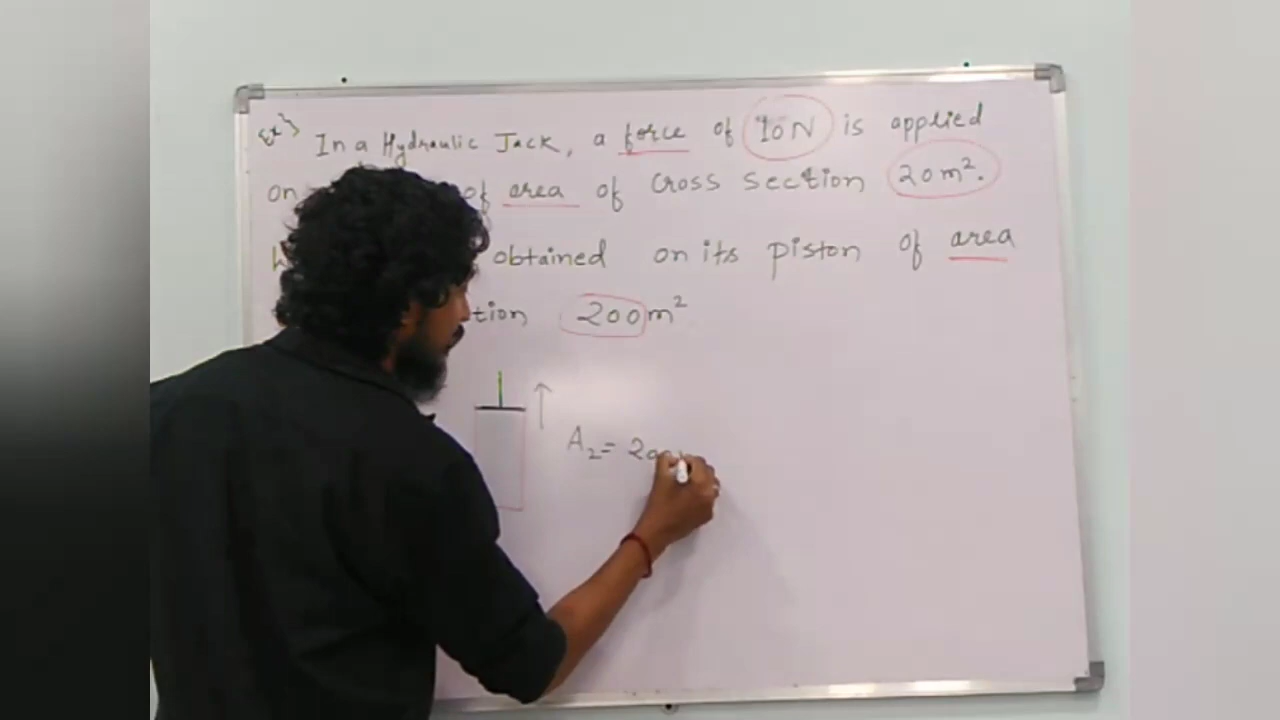 Ex} In a Hydraulic Jack, a force of 10N is applied
on of area of Cross section 20m².
obtained on its piston of area
tion 200m²
A₂= 200